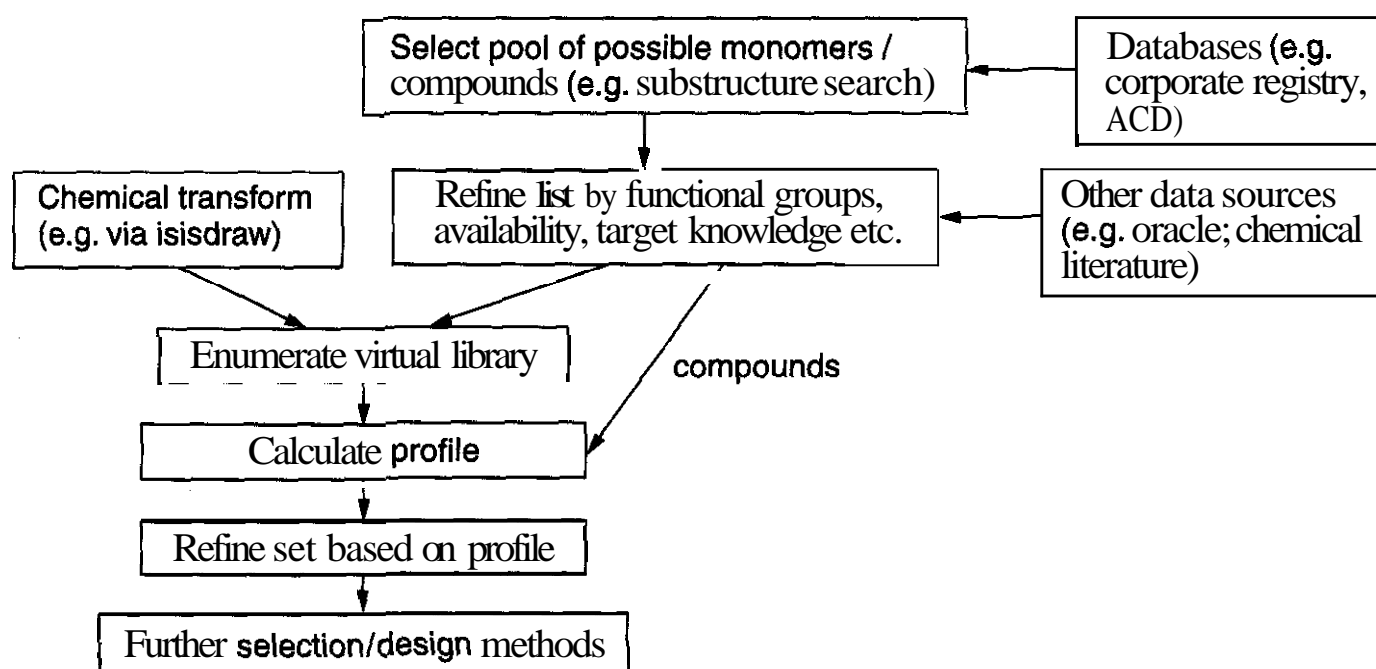 Select pool of possible monomers /
compounds (e.g. substructure search)
Databases (e.g.
corporate registry,
ACD)
Chemical transform
(e.g. via isisdraw)
Refine list by functional groups,
availability, target knowledge etc.
Other data sources
(e.g. oracle; chemical
literature)
Enumerate virtual library
compounds
Calculate profile
Refine set based on profile
Further selection/design methods